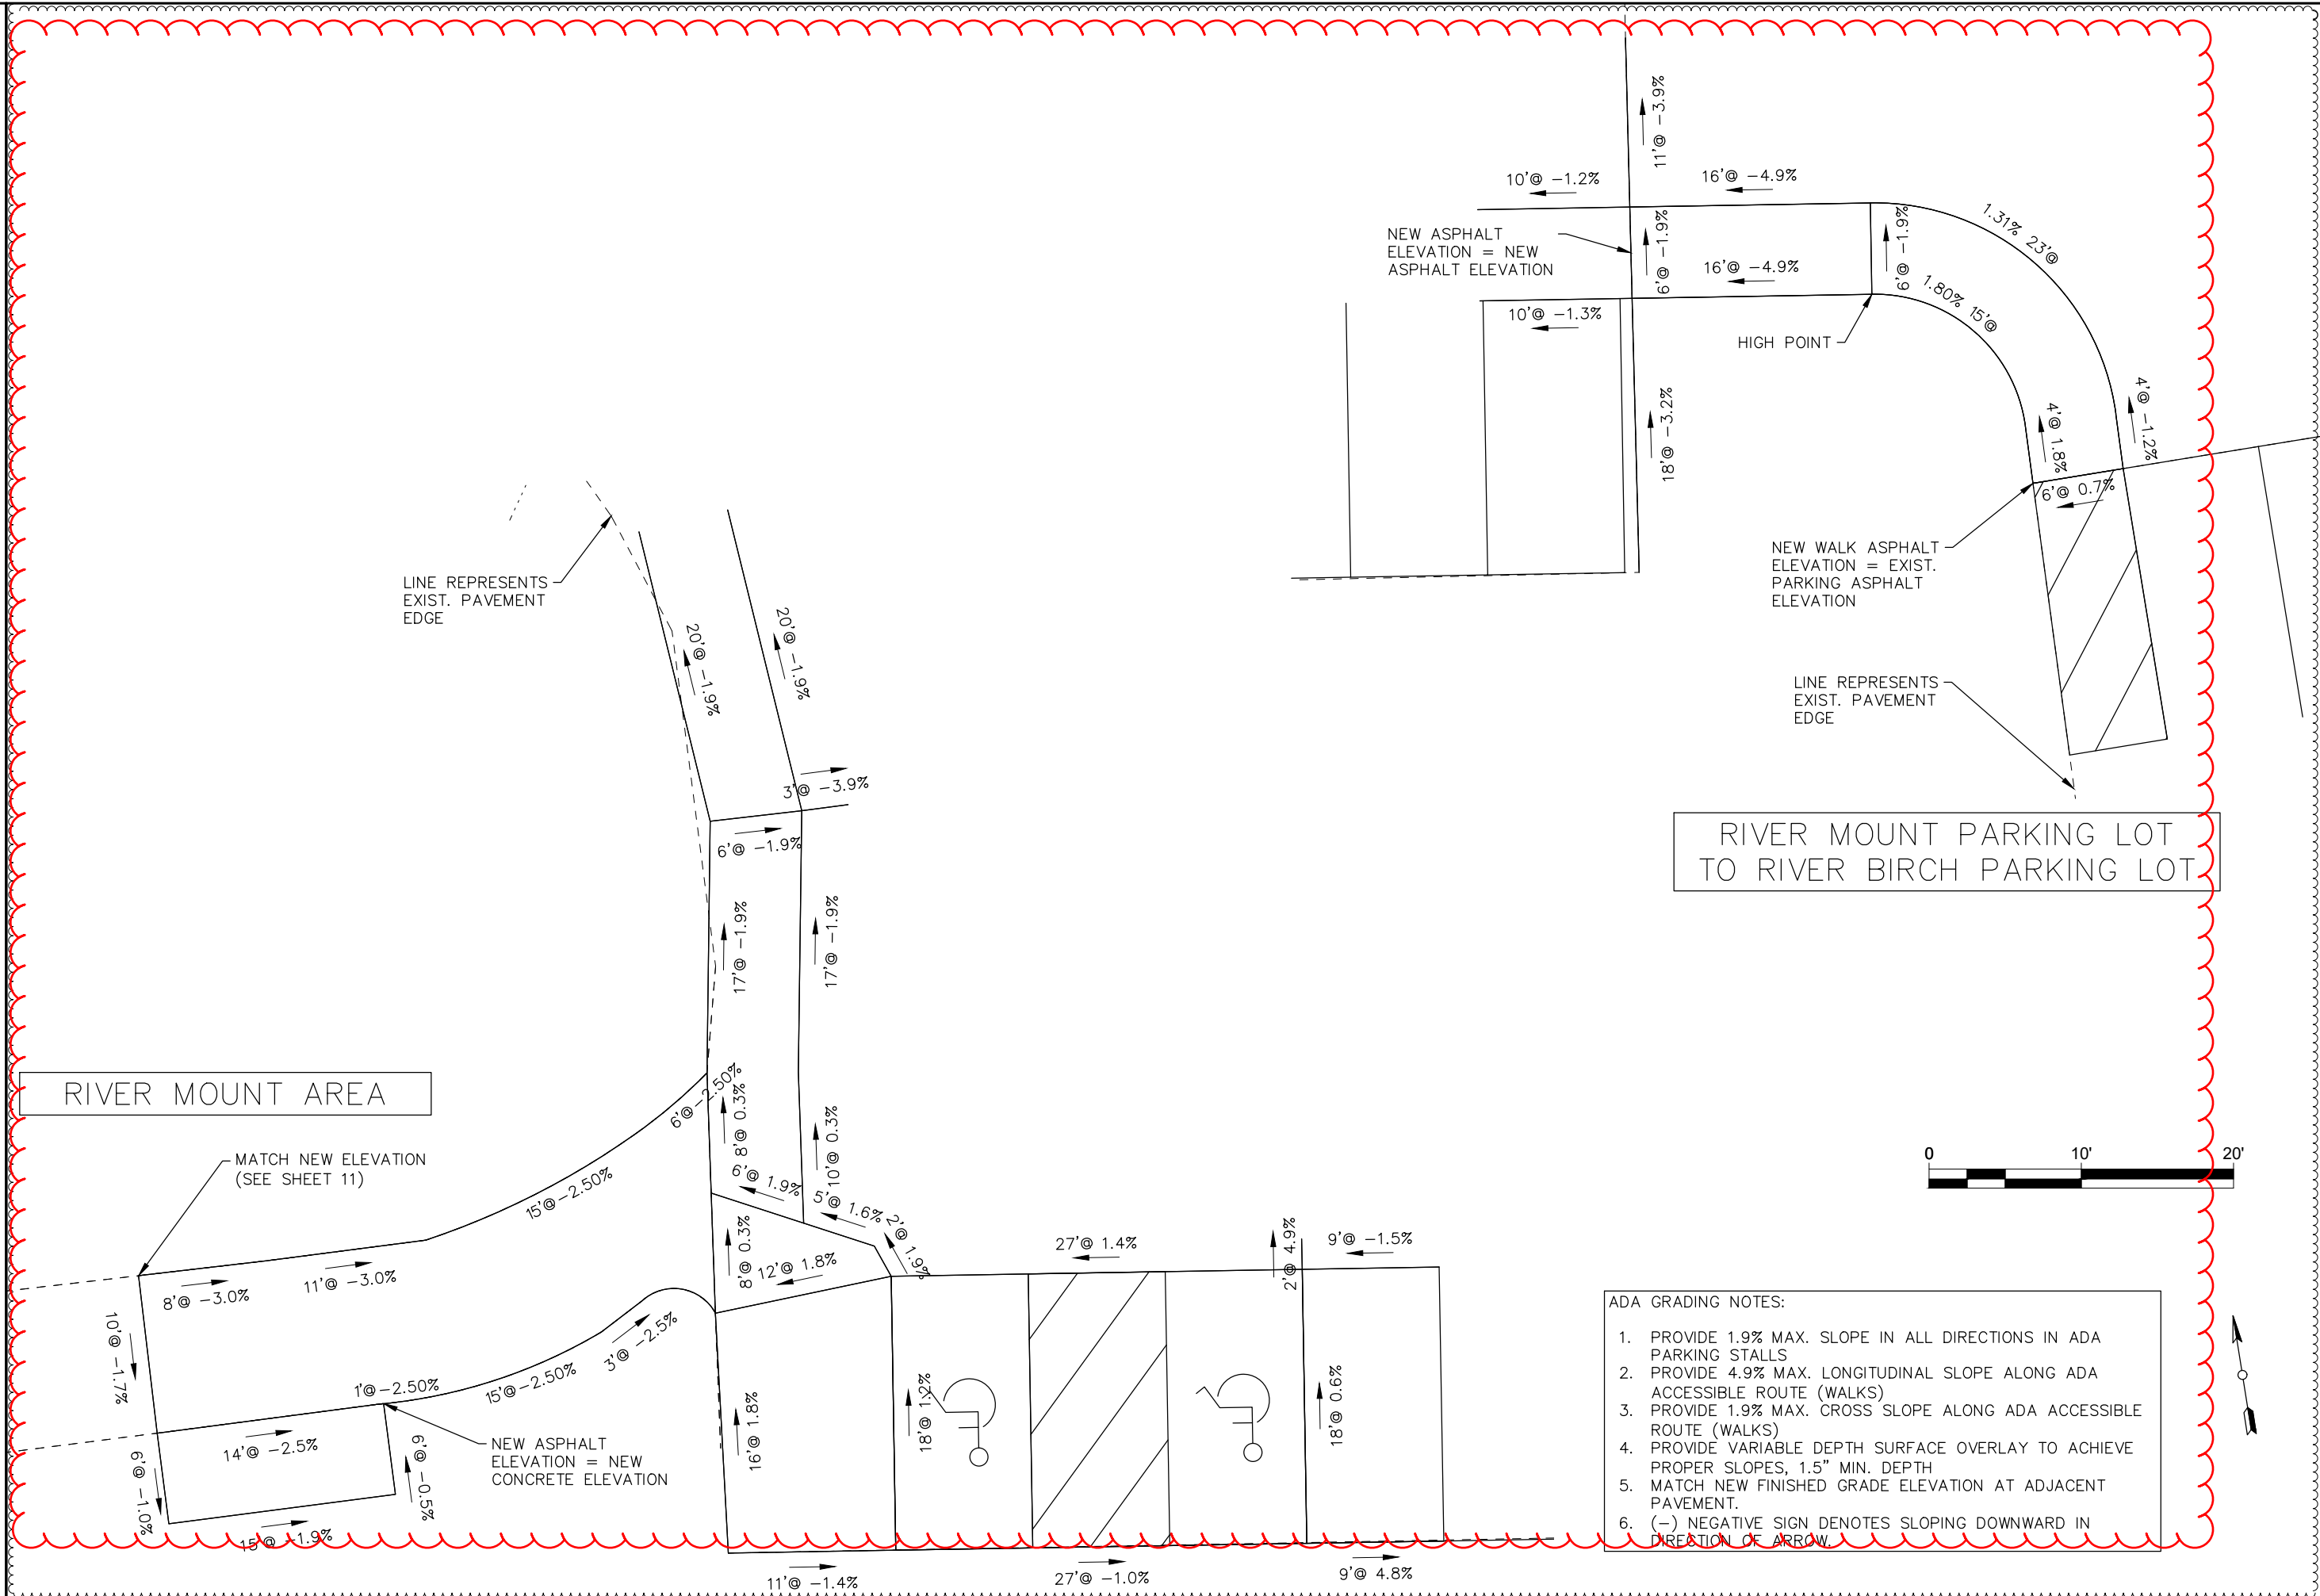 11'@ -3.9%
10'@ -1.2%
16'@ -4.9%
NEW ASPHALT
ELEVATION = NEW
ASPHALT ELEVATION
6'@ -1.9%
16'@ -4.9%
6'@ -1.9%
1.31% 23'@
1.80% 15'@
10'@ -1.3%
HIGH POINT
18'@ -3.2%
4'@ 1.8%
4'@ -1.2%
6'@ 0.7%
NEW WALK ASPHALT
ELEVATION = EXIST.
PARKING ASPHALT
ELEVATION
LINE REPRESENTS
EXIST. PAVEMENT
EDGE
RIVER MOUNT PARKING LOT
TO RIVER BIRCH PARKING LOT
LINE REPRESENTS
EXIST. PAVEMENT
EDGE
20'@ -1.9%
20'@ -1.9%
3'@ -3.9%
6'@ -1.9%
17'@ -1.9%
17'@ -1.9%
RIVER MOUNT AREA
6'@-2.50%
8'@ 0.3%
10'@ 0.3%
MATCH NEW ELEVATION
(SEE SHEET 11)
15'@-2.50%
6'@ 1.9%
5'@ 1.6%
2'@ 1.9%
8'@ 0.3%
12'@ 1.8%
8'@ -3.0%
11'@ -3.0%
10'@ -1.7%
3'@ -2.5%
15'@-2.50%
1'@-2.50%
14'@ -2.5%
6'@ -1.0%
6'@ -0.5%
15'@ -1.9%
NEW ASPHALT
ELEVATION = NEW
CONCRETE ELEVATION
16'@ 1.8%
18'@ 1.2%
27'@ 1.4%
2'@ 4.9%
9'@ -1.5%
18'@ 0.6%
11'@ -1.4%
27'@ -1.0%
9'@ 4.8%
0 10' 20'
ADA GRADING NOTES:
1. PROVIDE 1.9% MAX. SLOPE IN ALL DIRECTIONS IN ADA
PARKING STALLS
2. PROVIDE 4.9% MAX. LONGITUDINAL SLOPE ALONG ADA
ACCESSIBLE ROUTE (WALKS)
3. PROVIDE 1.9% MAX. CROSS SLOPE ALONG ADA ACCESSIBLE
ROUTE (WALKS)
4. PROVIDE VARIABLE DEPTH SURFACE OVERLAY TO ACHIEVE
PROPER SLOPES, 1.5" MIN. DEPTH
5. MATCH NEW FINISHED GRADE ELEVATION AT ADJACENT
PAVEMENT.
6. (-) NEGATIVE SIGN DENOTES SLOPING DOWNWARD IN
DIRECTION OF ARROW.